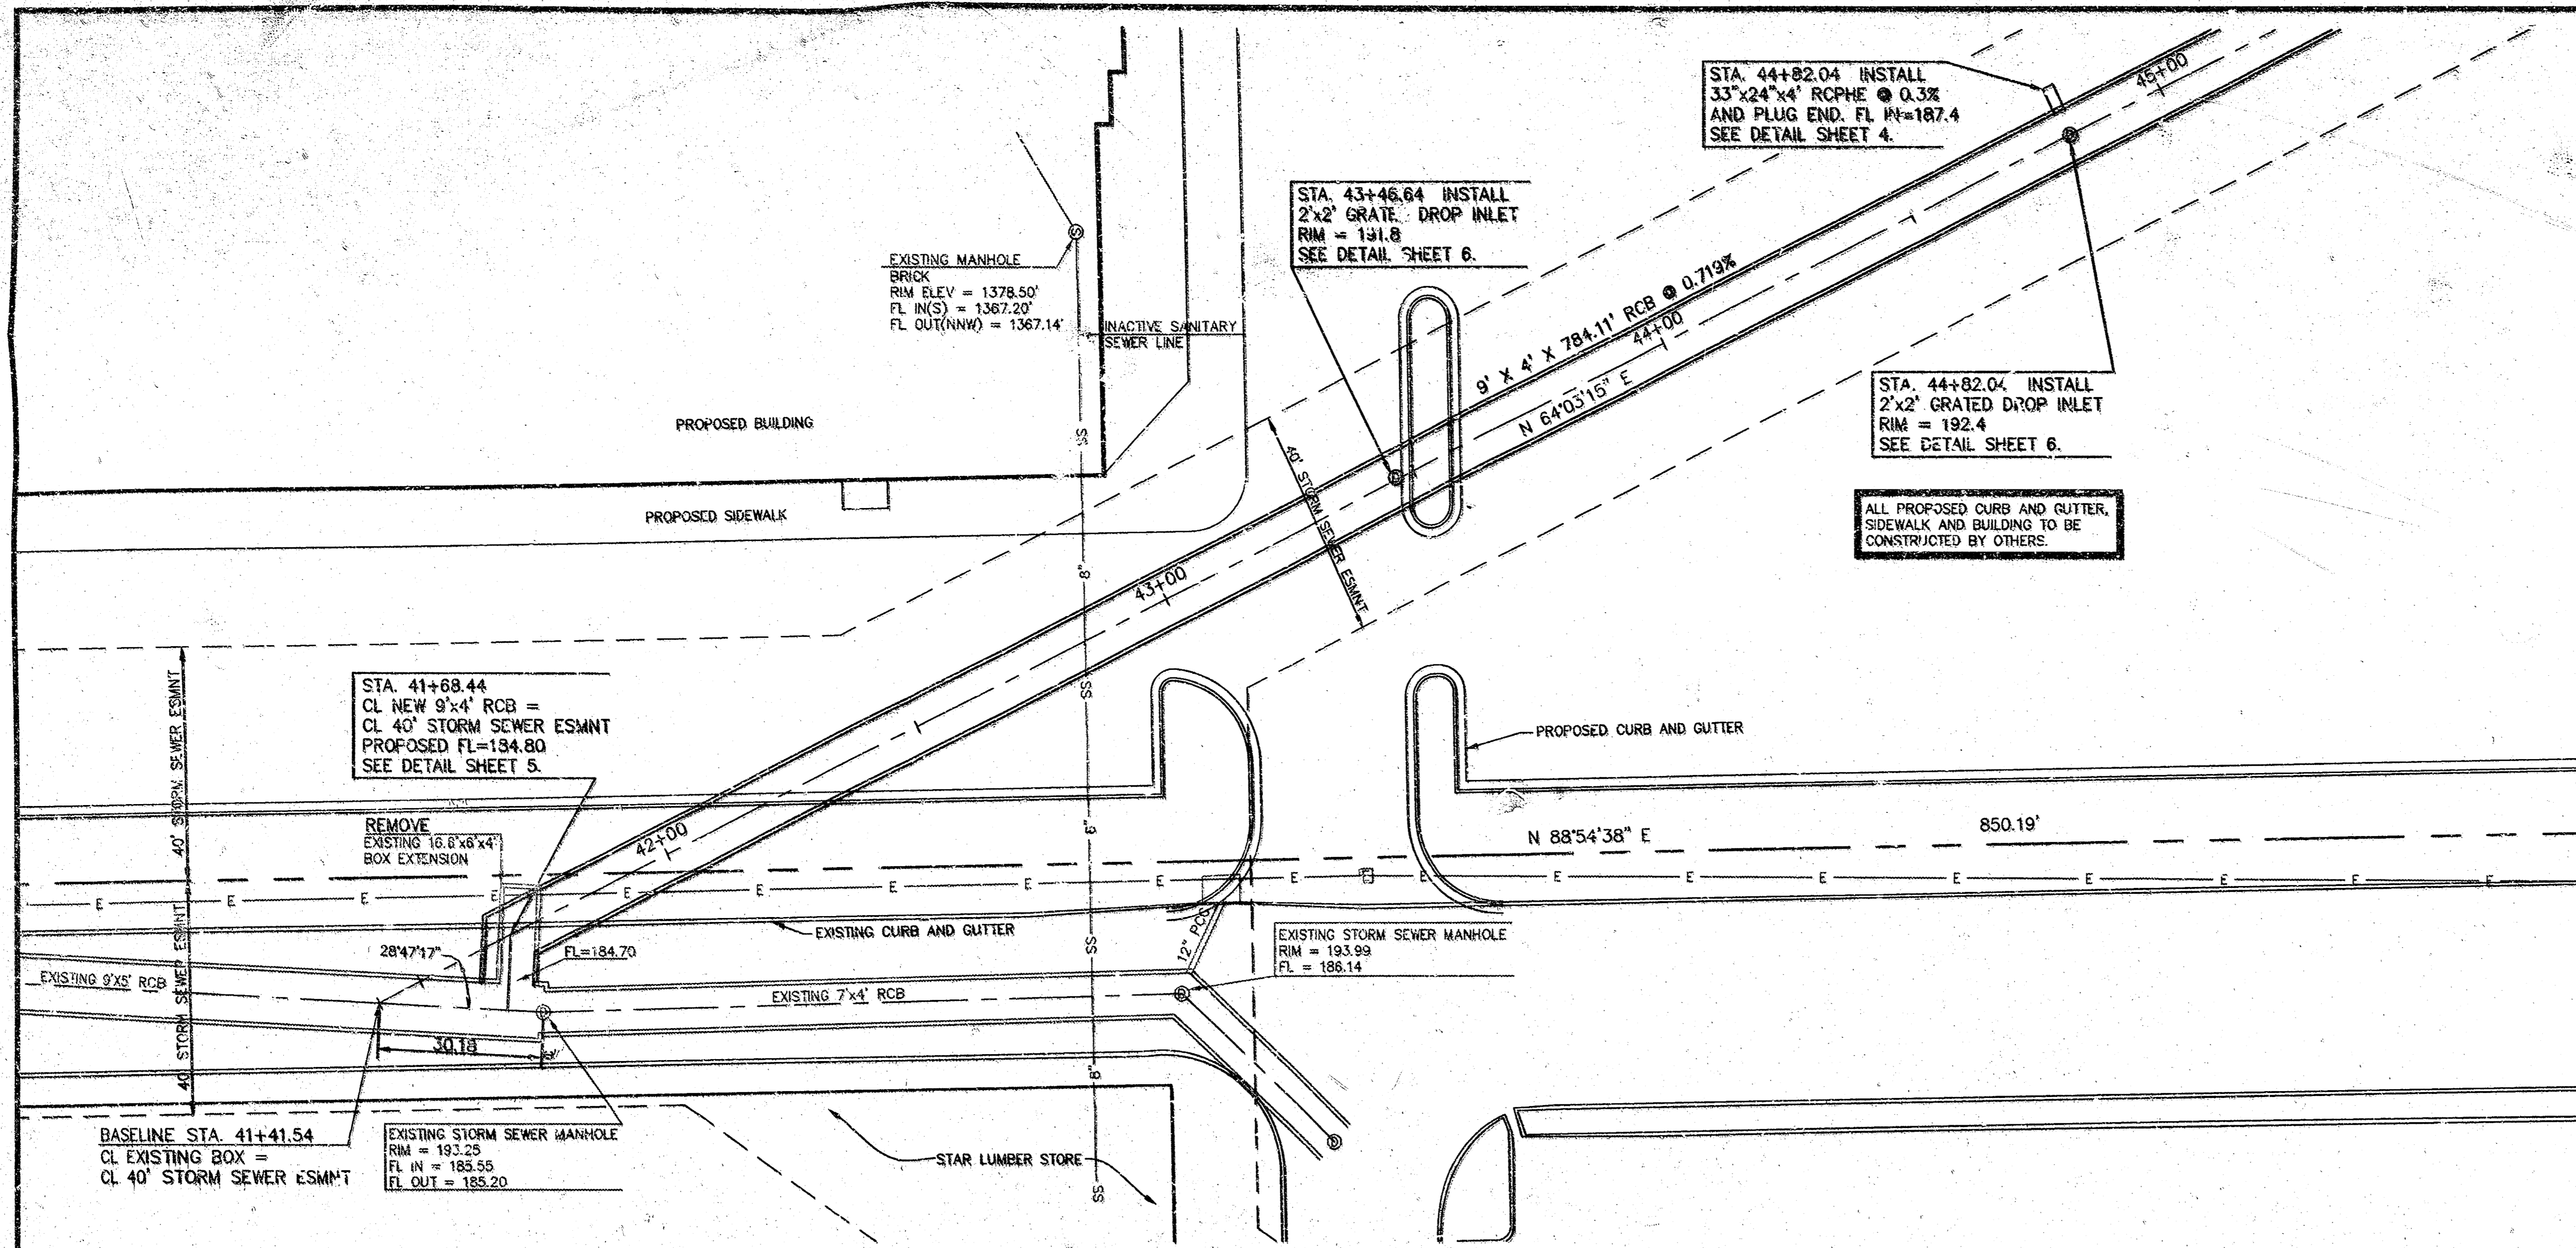 STA. 44+82.04 INSTALL
33"x24"x4' RCPHE @ 0.3%
AND PLUG END. FL IN=187.4
SEE DETAIL SHEET 4.
45+00
STA. 43+46.64 INSTALL
2'x2' GRATE DROP INLET
RIM = 191.8
SEE DETAIL SHEET 6.
EXISTING MANHOLE
BRICK
RIM ELEV = 1378.50'
FL IN(S) = 1367.20'
FL OUT(NNW) = 1367.14'
INACTIVE SANITARY
SEWER LINE
9' X 4' X 784.11' RCB @ 0.719%
44+00
N 64°03'15" E
STA. 44+82.04 INSTALL
2'x2' GRATED DROP INLET
RIM = 192.4
SEE DETAIL SHEET 6.
PROPOSED BUILDING
SS
40' STORM SEWER ESMNT
PROPOSED SIDEWALK
ALL PROPOSED CURB AND GUTTER,
SIDEWALK AND BUILDING TO BE
CONSTRUCTED BY OTHERS.
8"
43+00
40' STORM SEWER ESMNT
STA. 41+68.44
CL NEW 9'x4' RCB =
CL 40' STORM SEWER ESMNT
PROPOSED FL=184.80
SEE DETAIL SHEET 5.
SS
PROPOSED CURB AND GUTTER
REMOVE
EXISTING 16.6'x6'x4'
BOX EXTENSION
42+00
N 88°54'38" E
850.19'
E E E E E E E E E E E E E E E E E E E
EXISTING CURB AND GUTTER
12" PCC
EXISTING STORM SEWER MANHOLE
RIM = 193.99
FL = 186.14
28°47'17"
FL=184.70
SS
EXISTING 9'X5' RCB
EXISTING 7'x4' RCB
40' STORM SEWER ESMNT
30.18
8"
BASELINE STA. 41+41.54
CL EXISTING BOX =
CL 40' STORM SEWER ESMNT
EXISTING STORM SEWER MANHOLE
RIM = 193.25
FL IN = 185.55
FL OUT = 185.20
STAR LUMBER STORE
SS